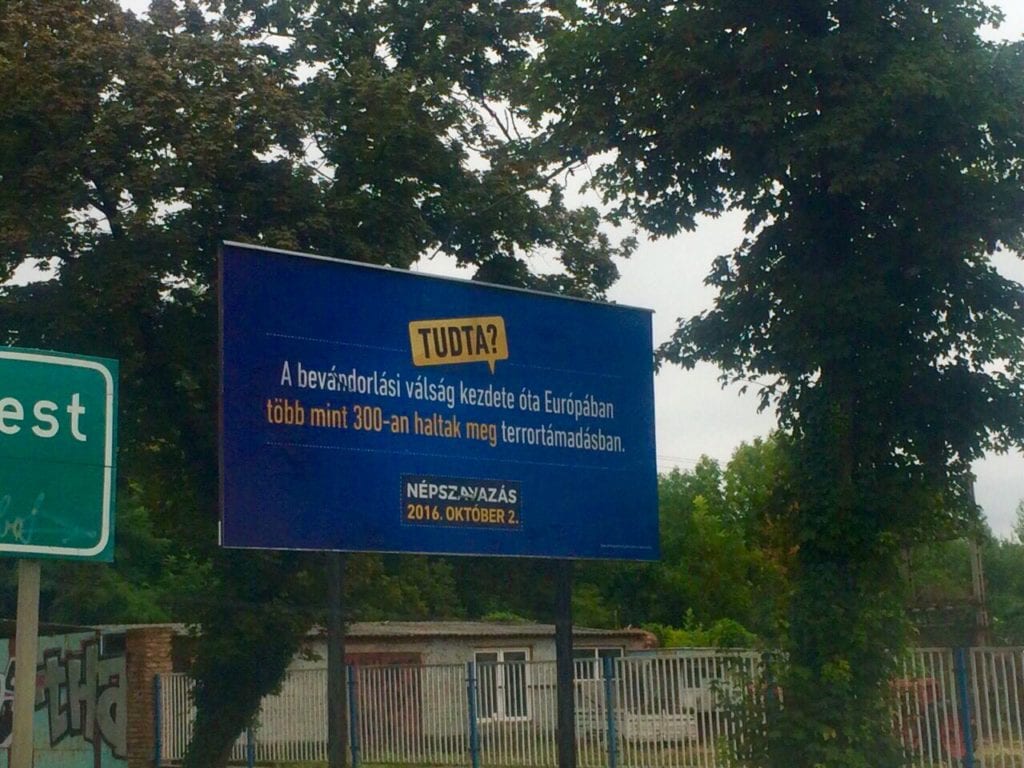 TUDTA?
A bevándorlási válság kezdete óta Európában
több mint 300-an haltak meg terrortámadásban.
NÉPSZAVAZÁS
2016. OKTÓBER 2.
est